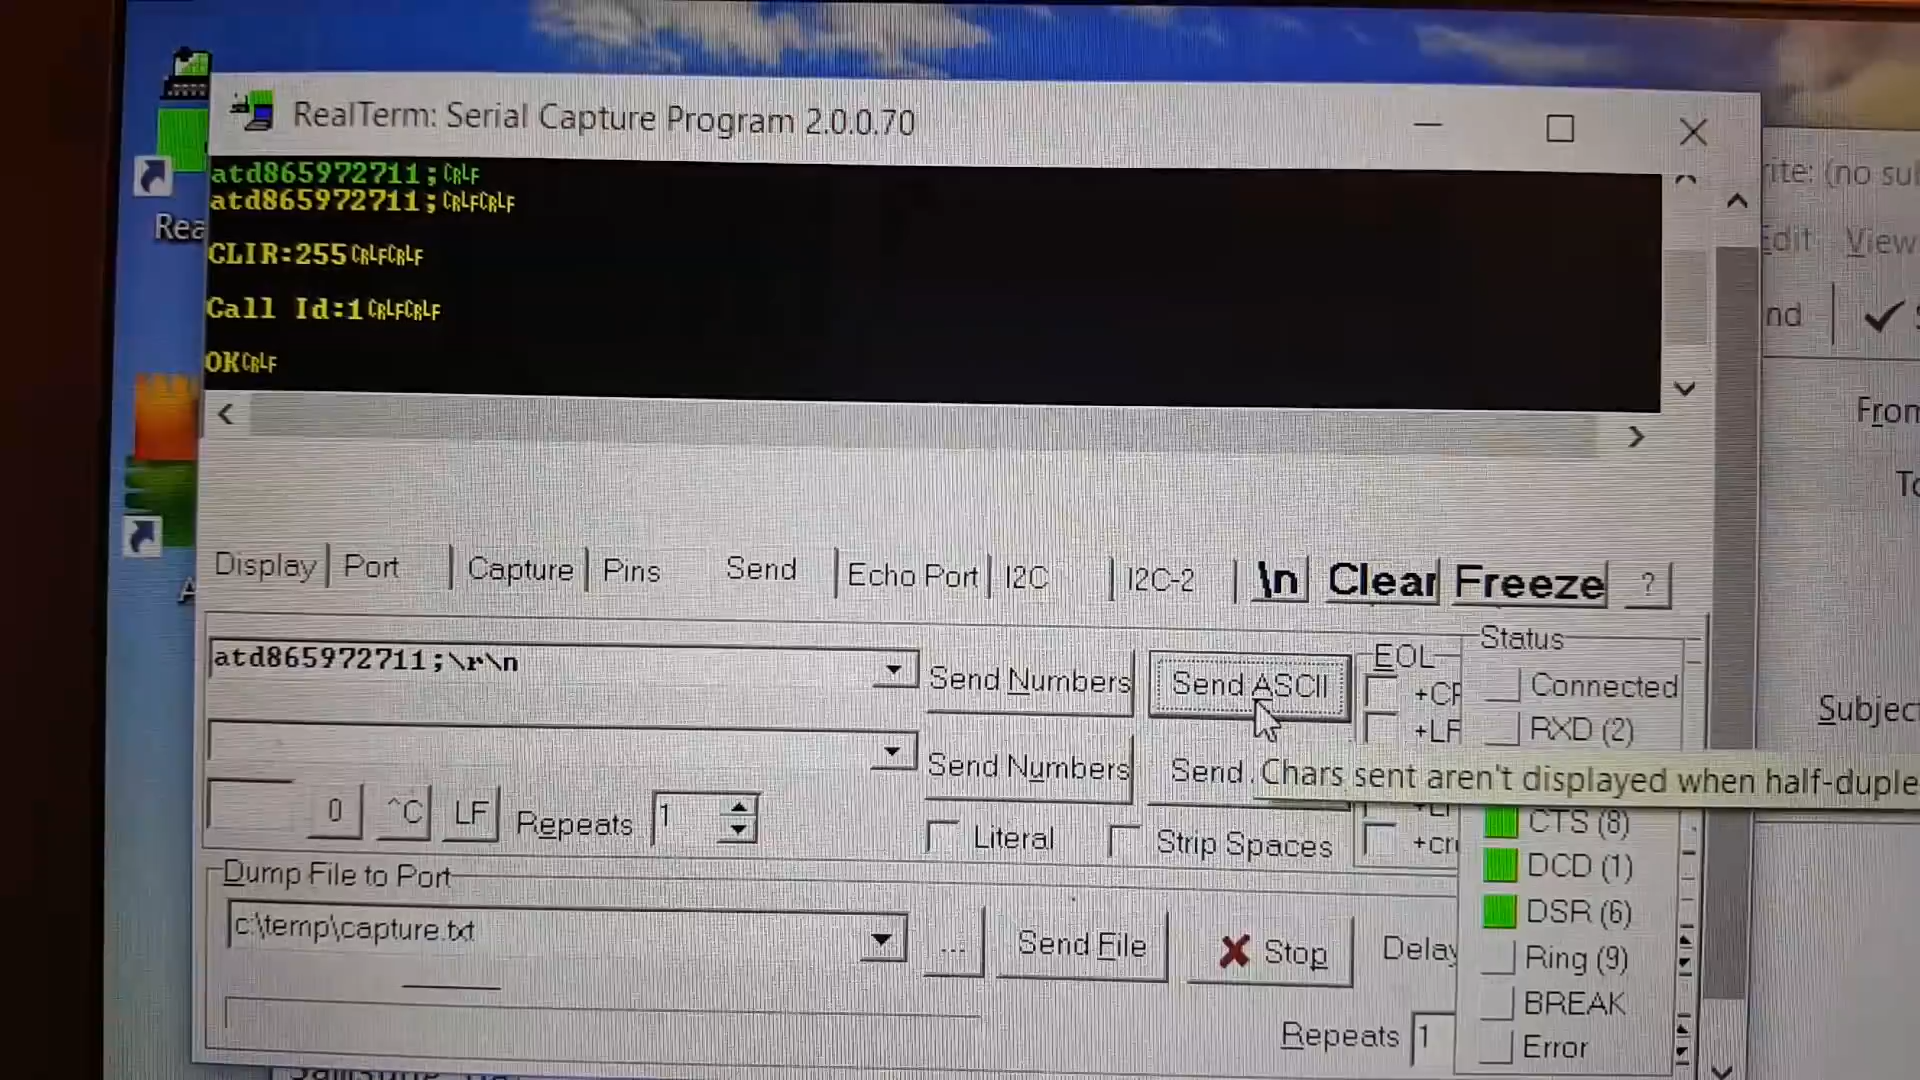 RealTerm: Serial Capture Program 2.0.0.70
atd865972711;CRLF
atd865972711;CRLFCRLF
CLIR:255CRLFCRLF
Call Id:1CRLFCRLF
OKCRLF
Rea
rite: (no su
Edit View
nd
From
To
Subject
Display Port Capture Pins Send Echo Port I2C I2C-2 \n Clear Freeze ?
atd865972711;\r\n
Send Numbers Send ASCII
EOL
+CR
+LF
Status
Connected
RXD (2)
Send Numbers Send
Chars sent aren't displayed when half-duple
CTS (8)
DCD (1)
DSR (6)
Ring (9)
BREAK
Error
0 ^C LF Repeats 1
Literal Strip Spaces
Dump File to Port
c:\temp\capture.txt
... Send File Stop Delay
Repeats 1